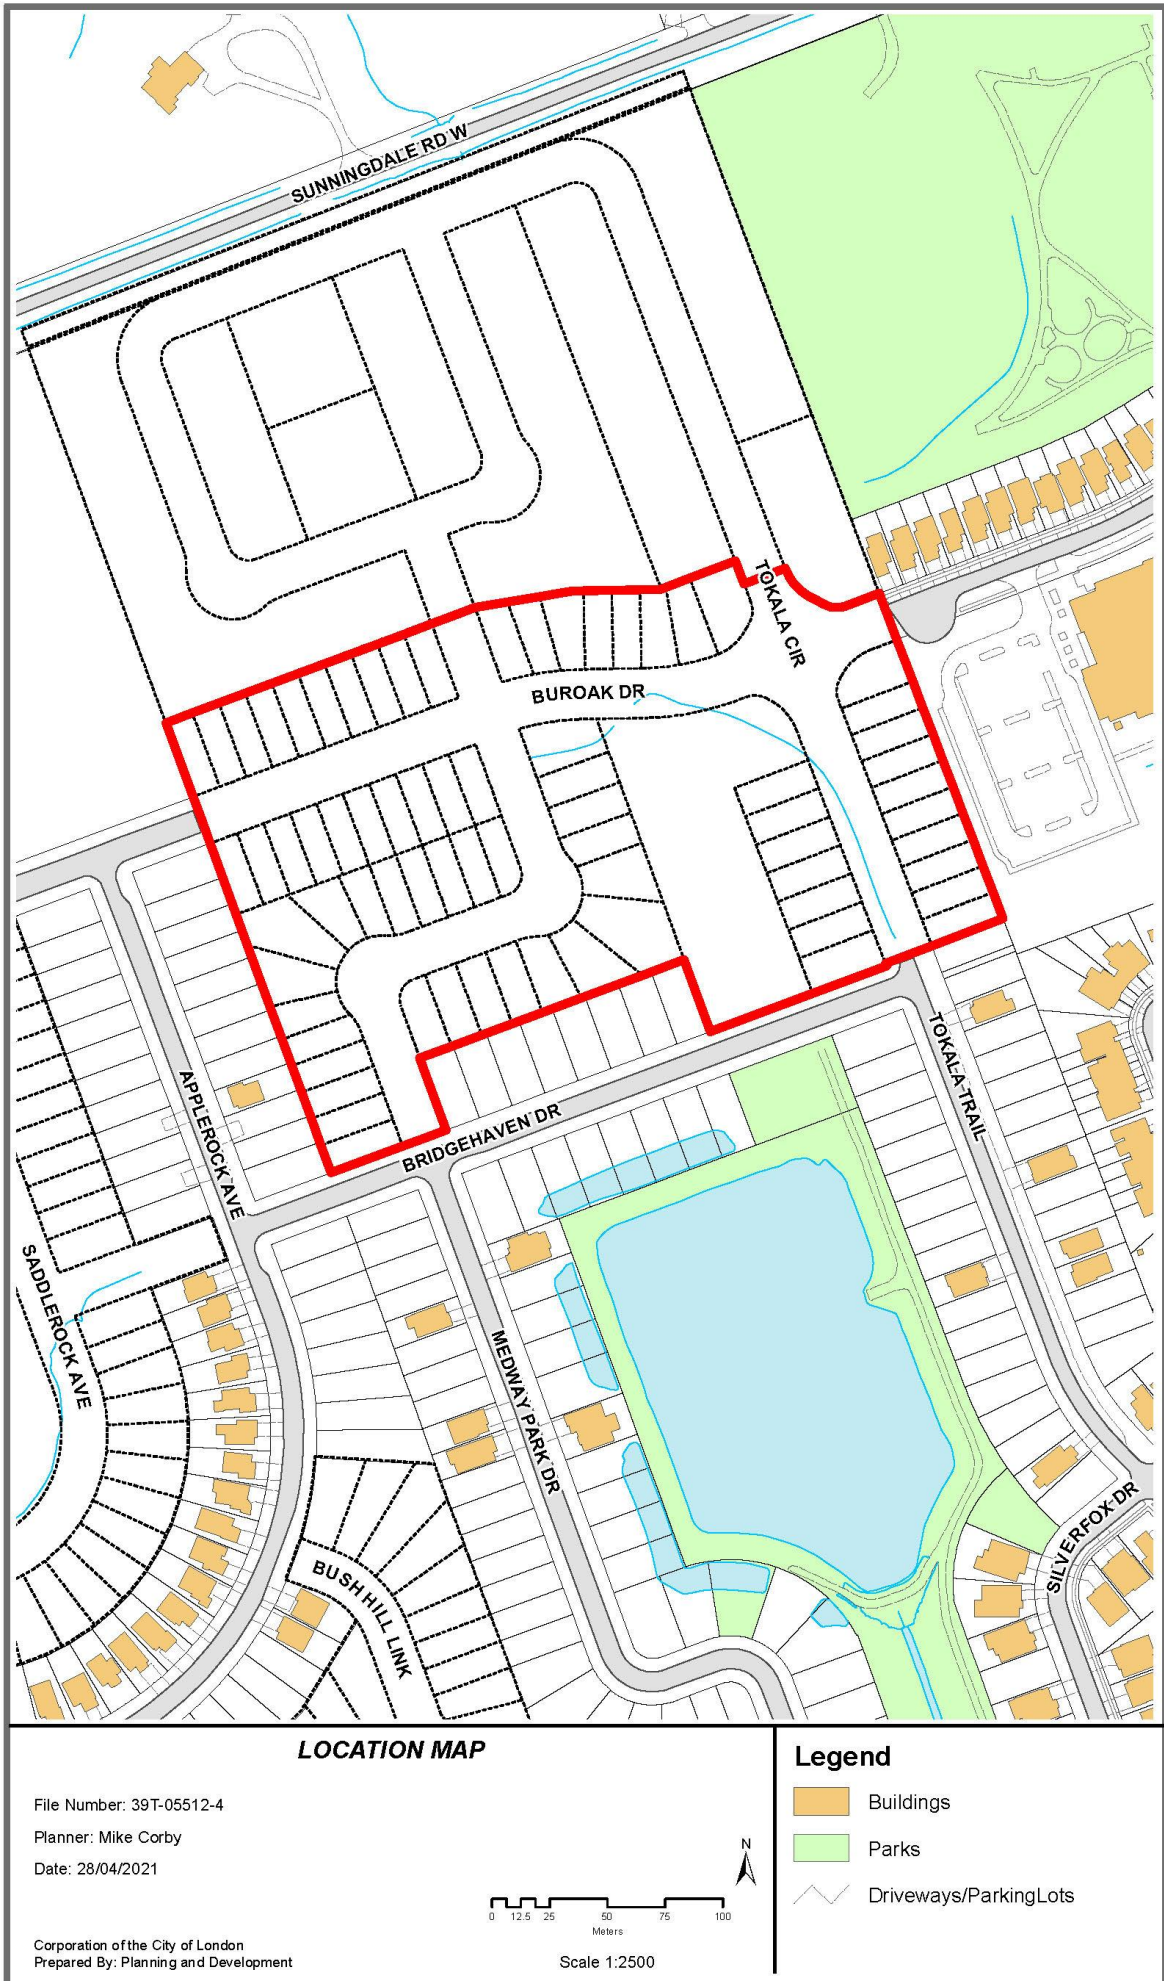 SUNNINGDALE RD W
TOKALA CIR
BUROAK DR
APPLEROCK AVE
BRIDGEHAVEN DR
TOKALA TRAIL
SADDLEROCK AVE
MEDWAY PARK DR
SILVERFOX DR
BUSH HILL LINK
LOCATION MAP
File Number: 39T-05512-4
Planner: Mike Corby
Date: 28/04/2021
Corporation of the City of London
Prepared By: Planning and Development
N
0 12.5 25 50 75 100
Meters
Scale 1:2500
Legend
Buildings
Parks
Driveways/ParkingLots